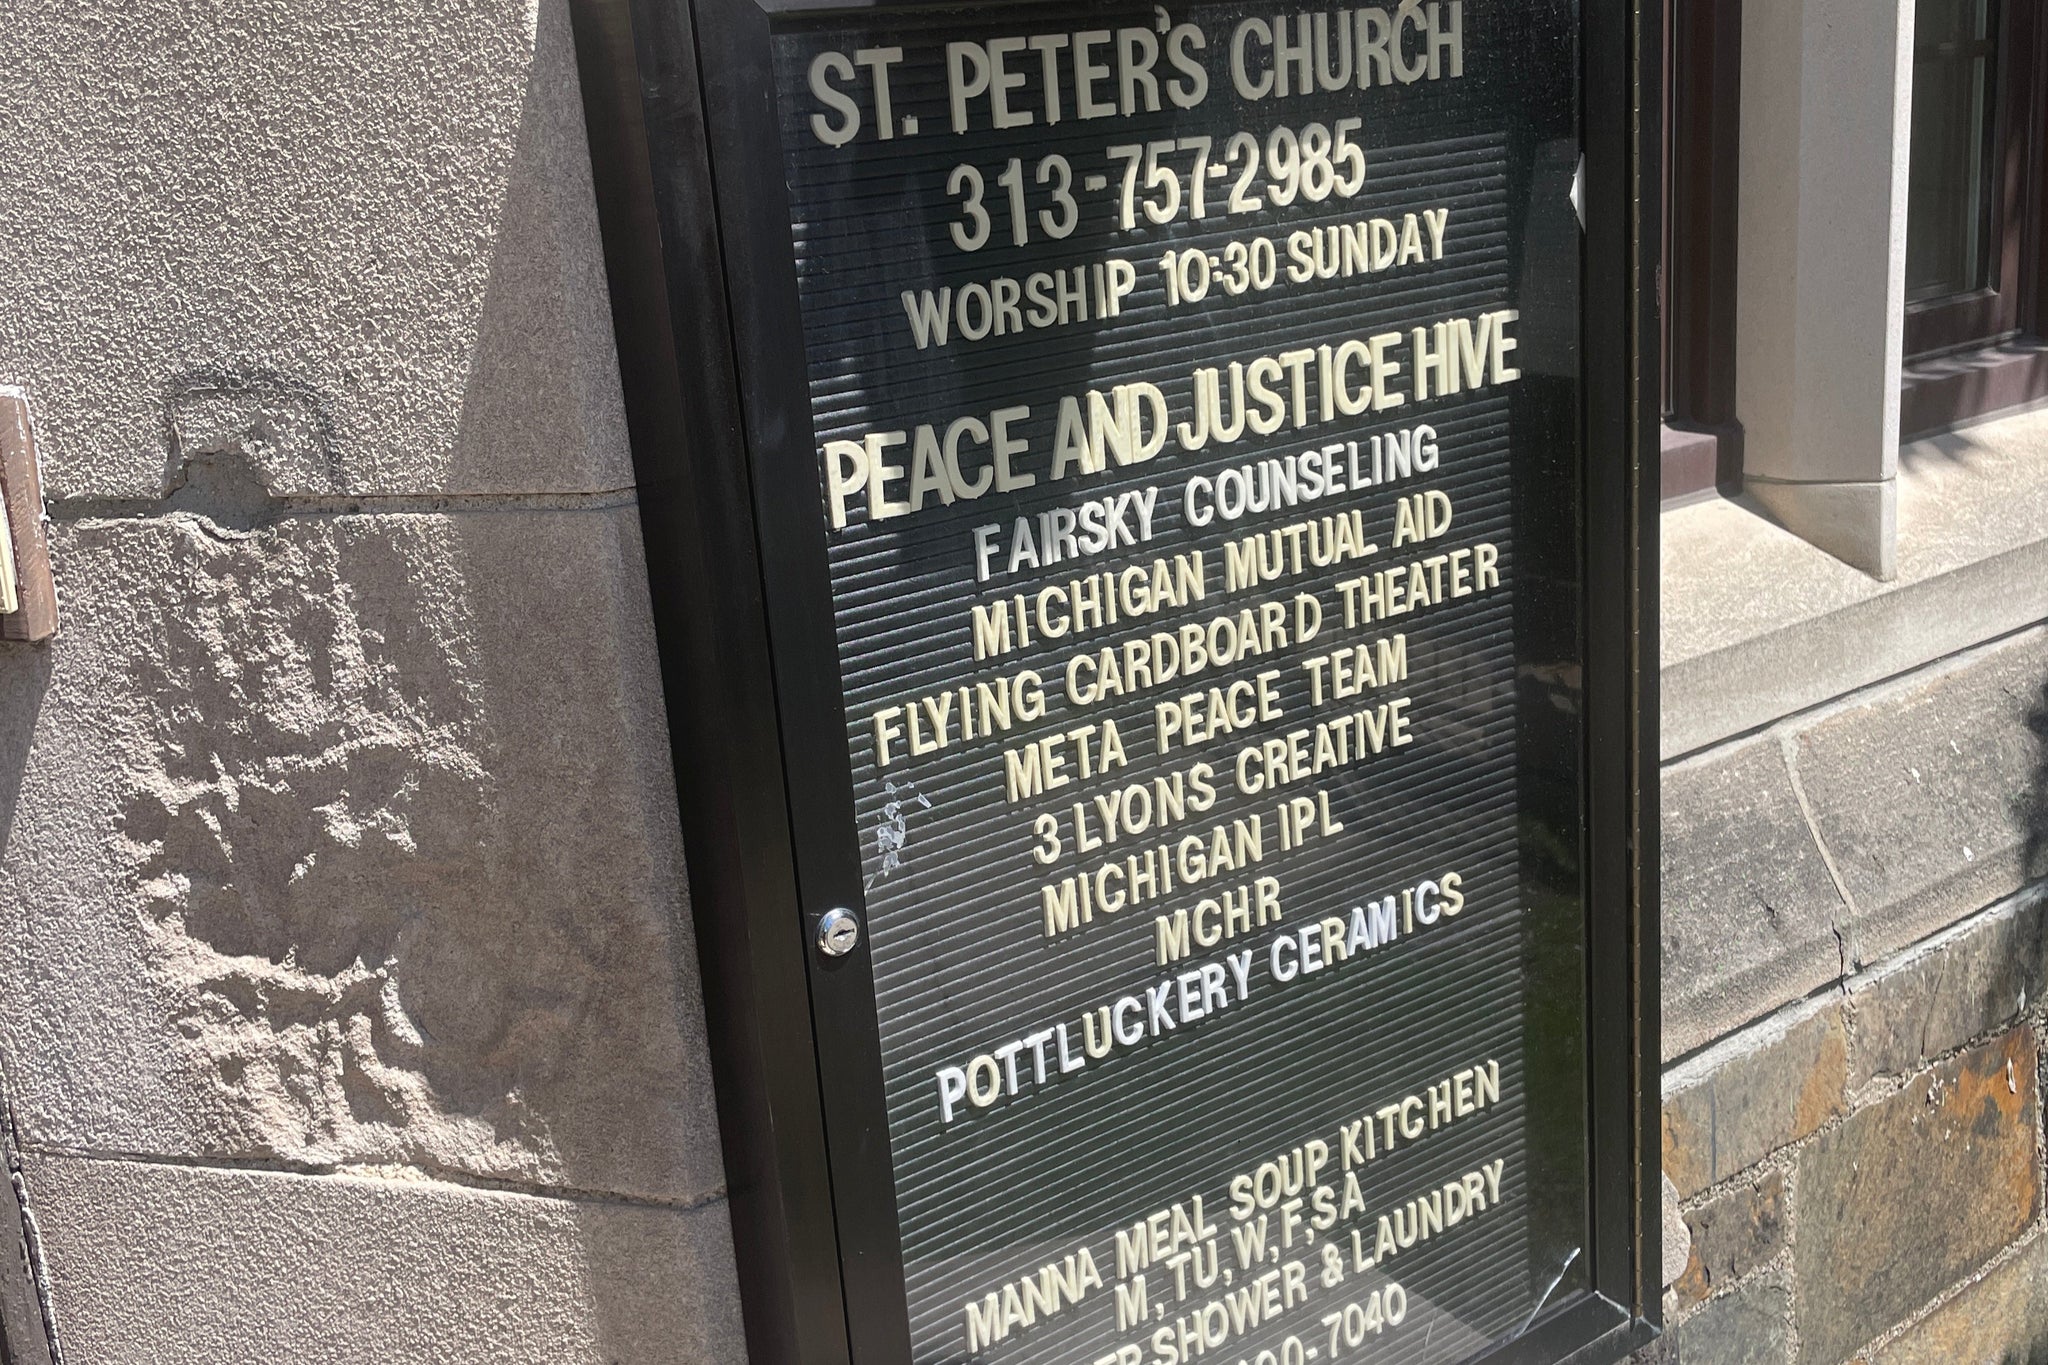 ST. PETER'S CHURCH
313-757-2985
WORSHIP 10:30 SUNDAY
PEACE AND JUSTICE HIVE
FAIRSKY COUNSELING
MICHIGAN MUTUAL AID
FLYING CARDBOARD THEATER
META PEACE TEAM
3 LYONS CREATIVE
MICHIGAN IPL
MCHR
POTTLUCKERY CERAMICS
MANNA MEAL SOUP KITCHEN
M, TU, W, F, SA
SHOWER & LAUNDRY
7040